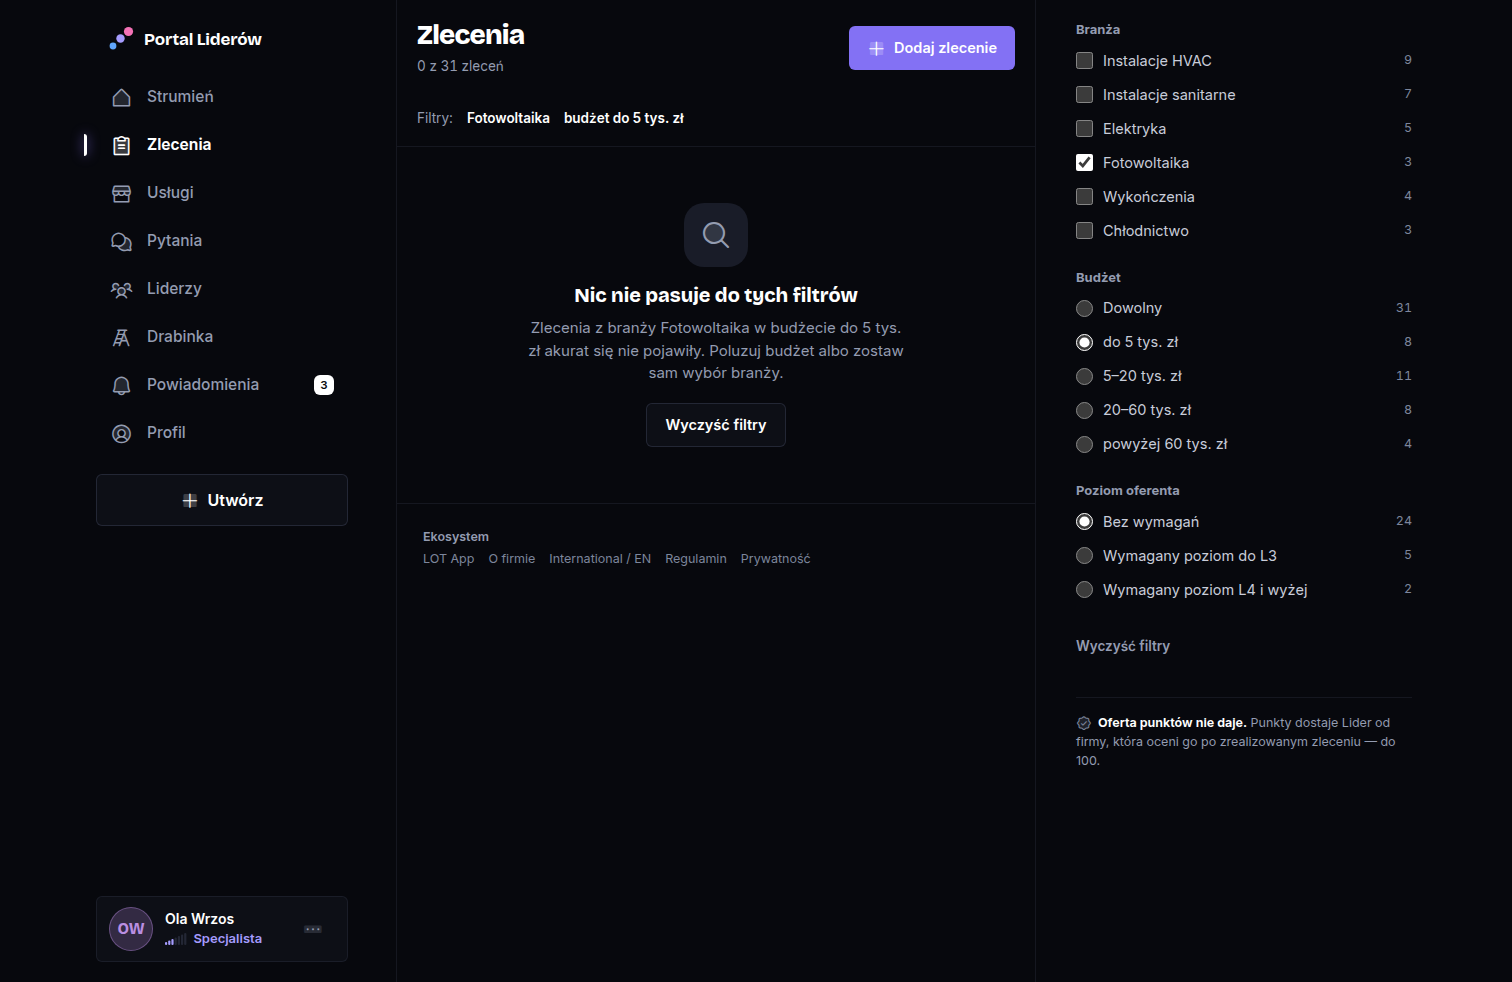 Portal Liderów
Strumień
Zlecenia
Usługi
Pytania
Liderzy
Drabinka
Powiadomienia 3
Profil
Utwórz
OW
Ola Wrzos
Specjalista
Zlecenia
0 z 31 zleceń
Dodaj zlecenie
Filtry: Fotowoltaika budżet do 5 tys. zł
Nic nie pasuje do tych filtrów
Zlecenia z branży Fotowoltaika w budżecie do 5 tys.
zł akurat się nie pojawiły. Poluzuj budżet albo zostaw
sam wybór branży.
Wyczyść filtry
Ekosystem
LOT App O firmie International / EN Regulamin Prywatność
Branża
Instalacje HVAC 9
Instalacje sanitarne 7
Elektryka 5
Fotowoltaika 3
Wykończenia 4
Chłodnictwo 3
Budżet
Dowolny 31
do 5 tys. zł 8
5–20 tys. zł 11
20–60 tys. zł 8
powyżej 60 tys. zł 4
Poziom oferenta
Bez wymagań 24
Wymagany poziom do L3 5
Wymagany poziom L4 i wyżej 2
Wyczyść filtry
Oferta punktów nie daje. Punkty dostaje Lider od
firmy, która oceni go po zrealizowanym zleceniu — do
100.